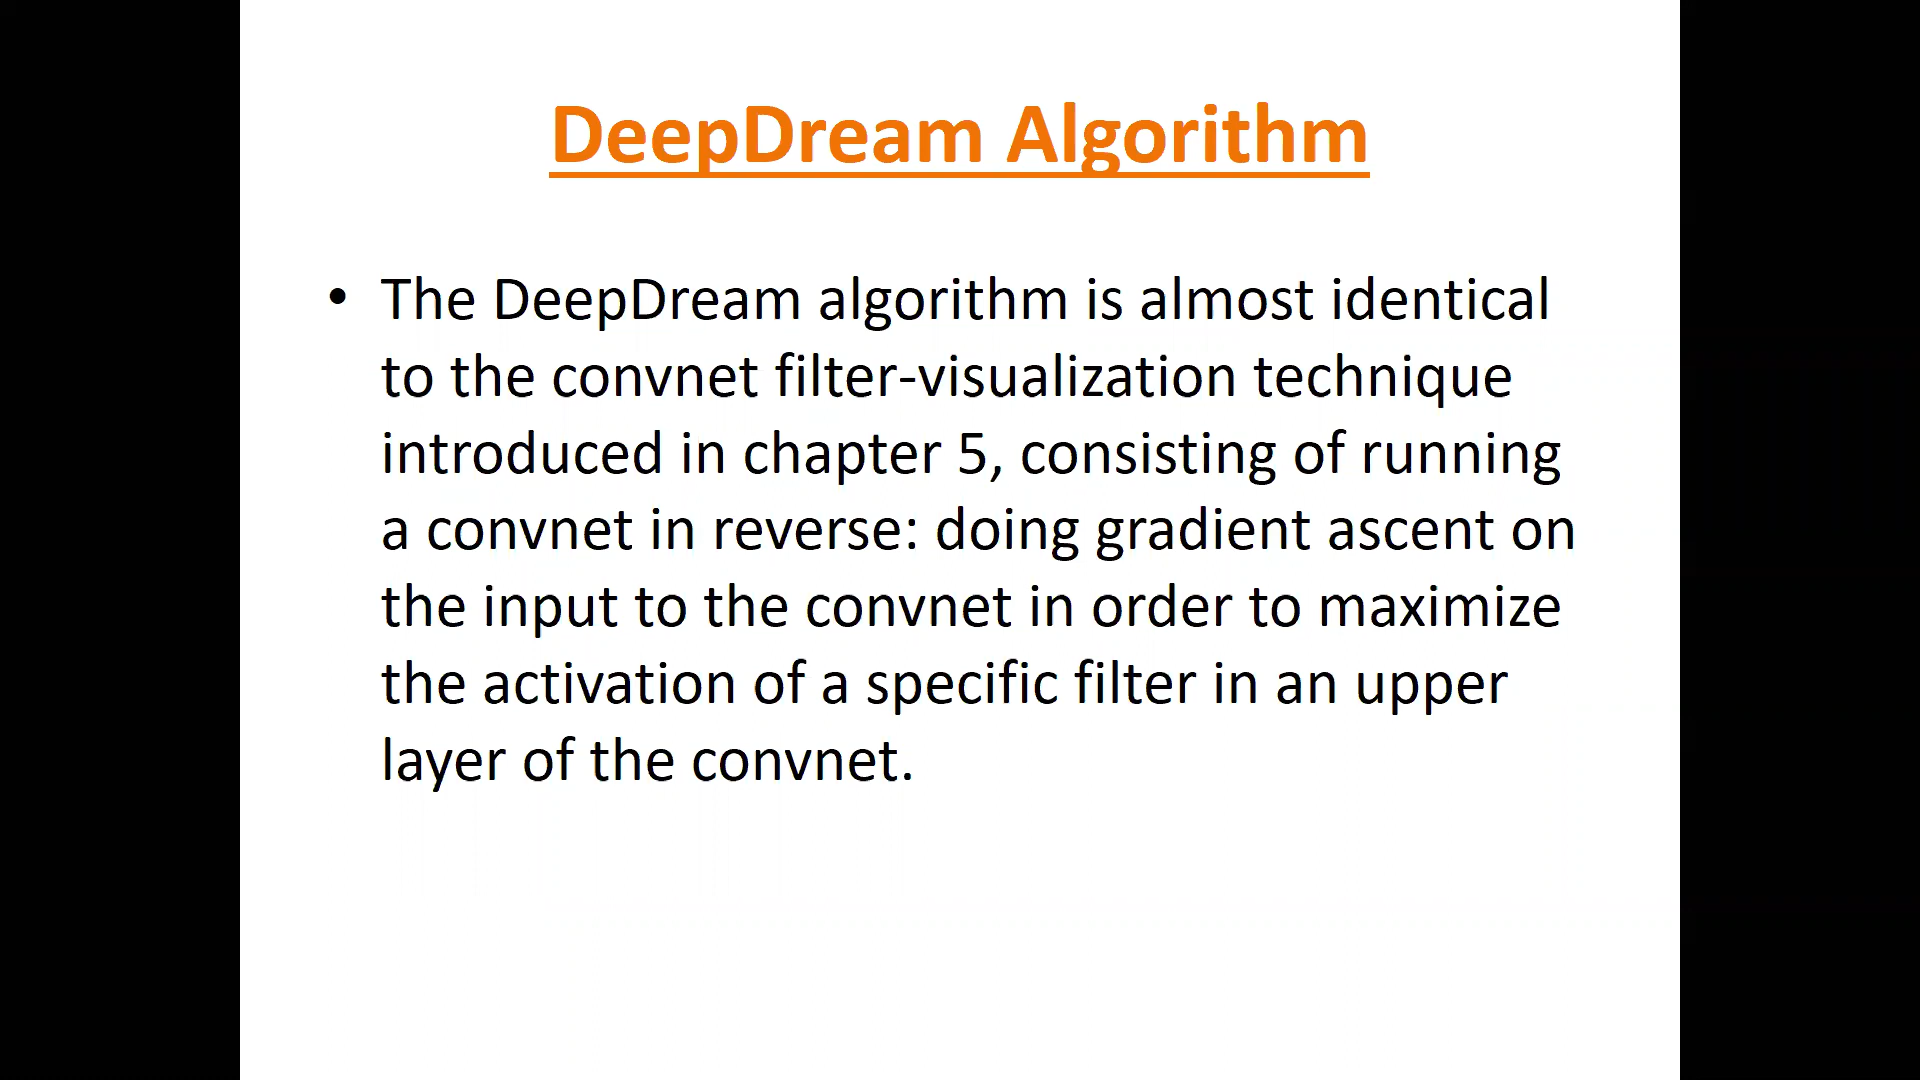 DeepDream Algorithm
• The DeepDream algorithm is almost identical
to the convnet filter-visualization technique
introduced in chapter 5, consisting of running
a convnet in reverse: doing gradient ascent on
the input to the convnet in order to maximize
the activation of a specific filter in an upper
layer of the convnet.